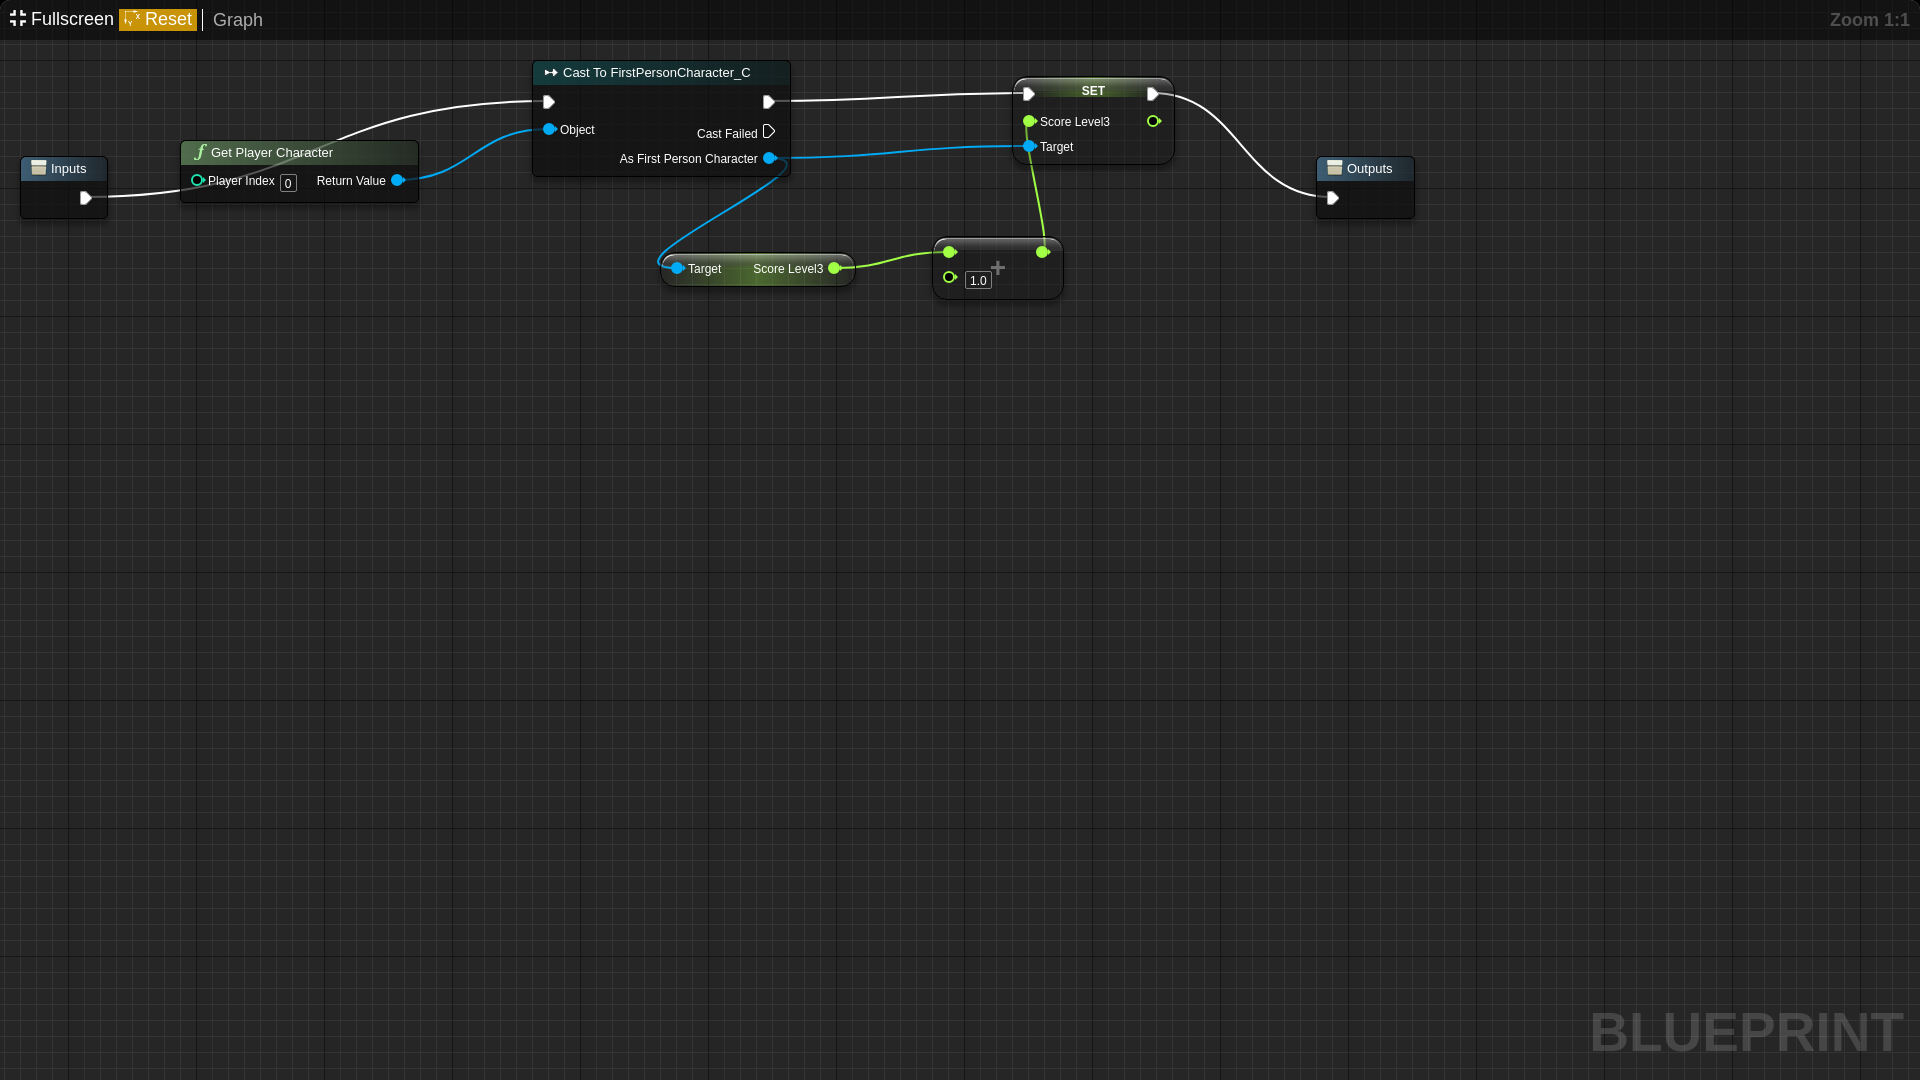 Fullscreen Reset Graph Zoom 1:1
Cast To FirstPersonCharacter_C
Object
Cast Failed
As First Person Character
SET
Score Level3
Target
Get Player Character
Player Index 0 Return Value
Inputs
Outputs
Target Score Level3
+
1.0
BLUEPRINT